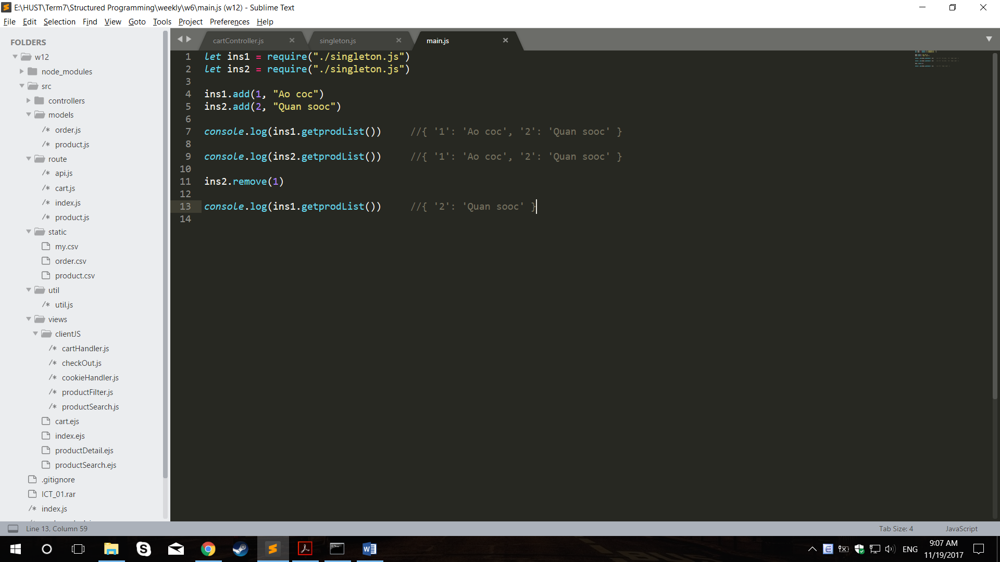 E:\HUST\Term7\Structured Programming\weekly\w6\main.js (w12) - Sublime Text
File Edit Selection Find View Goto Tools Project Preferences Help
FOLDERS
w12
node_modules
src
controllers
models
/* order.js
/* product.js
route
/* api.js
/* cart.js
/* index.js
/* product.js
static
my.csv
order.csv
product.csv
util
/* util.js
views
clientJS
/* cartHandler.js
/* checkOut.js
/* cookieHandler.js
/* productFilter.js
/* productSearch.js
cart.ejs
index.ejs
productDetail.ejs
productSearch.ejs
.gitignore
ICT_01.rar
/* index.js
cartController.js singleton.js main.js
1 let ins1 = require("./singleton.js")
2 let ins2 = require("./singleton.js")
3
4 ins1.add(1, "Ao coc")
5 ins2.add(2, "Quan sooc")
6
7 console.log(ins1.getprodList()) //{ '1': 'Ao coc', '2': 'Quan sooc' }
8
9 console.log(ins2.getprodList()) //{ '1': 'Ao coc', '2': 'Quan sooc' }
10
11 ins2.remove(1)
12
13 console.log(ins1.getprodList()) //{ '2': 'Quan sooc' }
14
Line 13, Column 59 Tab Size: 4 JavaScript
ENG
9:07 AM
11/19/2017